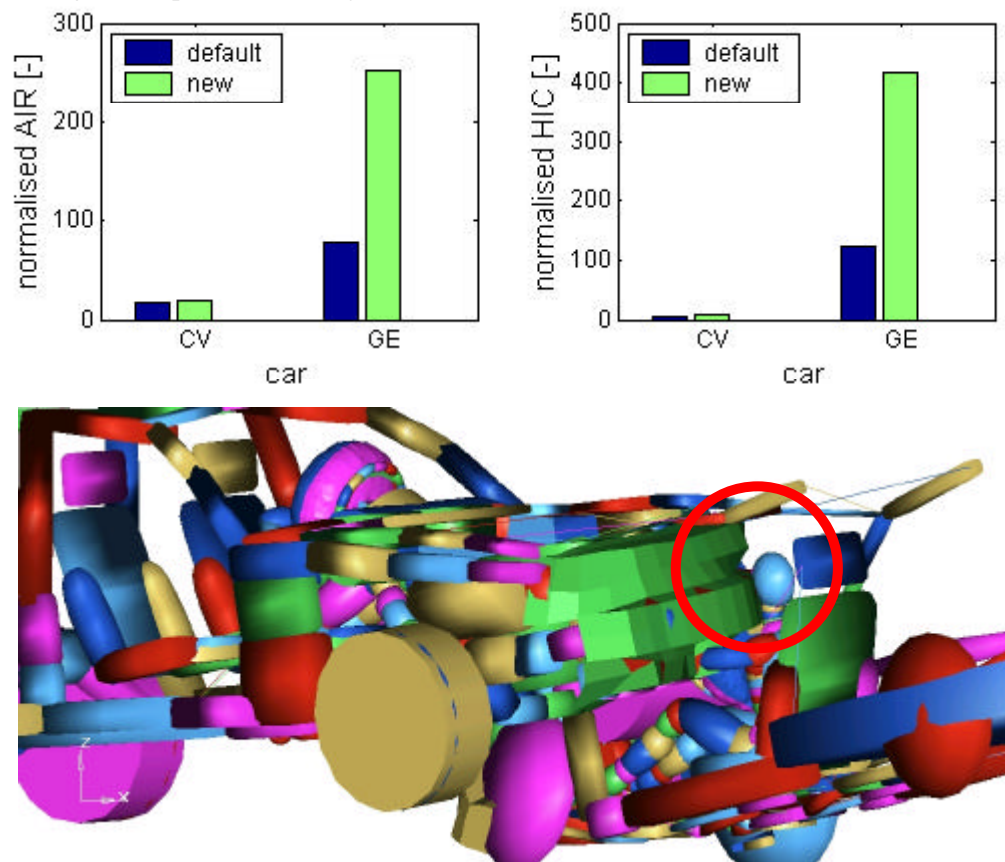 300
200
100
0
normalised AIR [-]
default
new
CV GE
car
500
400
300
200
100
0
normalised HIC [-]
default
new
CV GE
car
Z
X